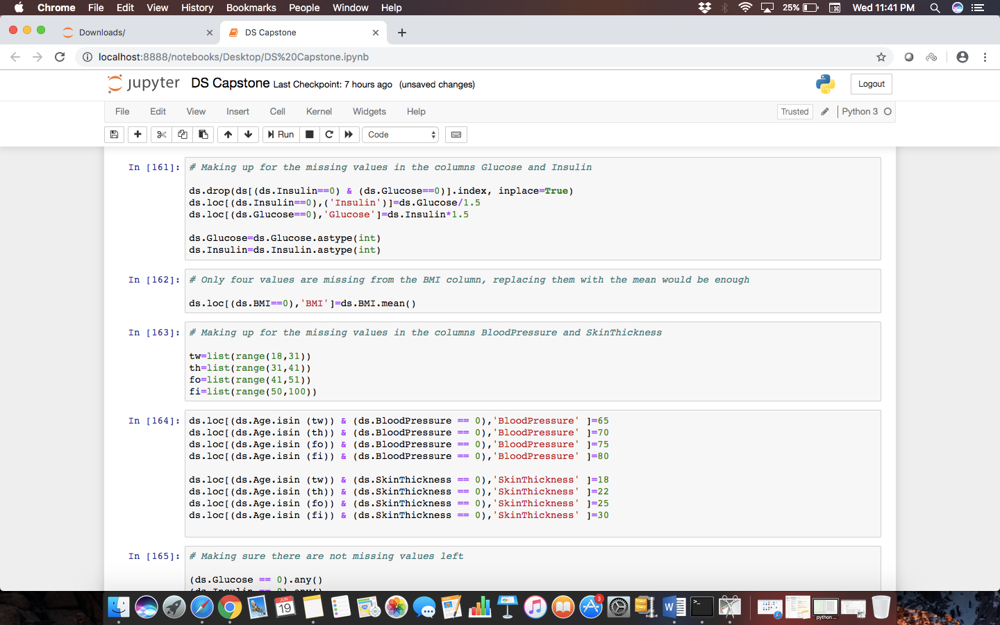 Chrome File Edit View History Bookmarks People Window Help 25% Wed 11:41 PM
Downloads/ DS Capstone
localhost:8888/notebooks/Desktop/DS%20Capstone.ipynb
jupyter DS Capstone Last Checkpoint: 7 hours ago (unsaved changes) Logout
File Edit View Insert Cell Kernel Widgets Help Trusted Python 3
Run Code
In [161]: # Making up for the missing values in the columns Glucose and Insulin
ds.drop(ds[(ds.Insulin==0) & (ds.Glucose==0)].index, inplace=True)
ds.loc[(ds.Insulin==0),('Insulin')]=ds.Glucose/1.5
ds.loc[(ds.Glucose==0),'Glucose']=ds.Insulin*1.5
ds.Glucose=ds.Glucose.astype(int)
ds.Insulin=ds.Insulin.astype(int)
In [162]: # Only four values are missing from the BMI column, replacing them with the mean would be enough
ds.loc[(ds.BMI==0),'BMI']=ds.BMI.mean()
In [163]: # Making up for the missing values in the columns BloodPressure and SkinThickness
tw=list(range(18,31))
th=list(range(31,41))
fo=list(range(41,51))
fi=list(range(50,100))
In [164]: ds.loc[(ds.Age.isin (tw)) & (ds.BloodPressure == 0),'BloodPressure' ]=65
ds.loc[(ds.Age.isin (th)) & (ds.BloodPressure == 0),'BloodPressure' ]=70
ds.loc[(ds.Age.isin (fo)) & (ds.BloodPressure == 0),'BloodPressure' ]=75
ds.loc[(ds.Age.isin (fi)) & (ds.BloodPressure == 0),'BloodPressure' ]=80
ds.loc[(ds.Age.isin (tw)) & (ds.SkinThickness == 0),'SkinThickness' ]=18
ds.loc[(ds.Age.isin (th)) & (ds.SkinThickness == 0),'SkinThickness' ]=22
ds.loc[(ds.Age.isin (fo)) & (ds.SkinThickness == 0),'SkinThickness' ]=25
ds.loc[(ds.Age.isin (fi)) & (ds.SkinThickness == 0),'SkinThickness' ]=30
In [165]: # Making sure there are not missing values left
(ds.Glucose == 0).any()
(ds.Insulin == 0).any()
JUN
19
3
W
python ...